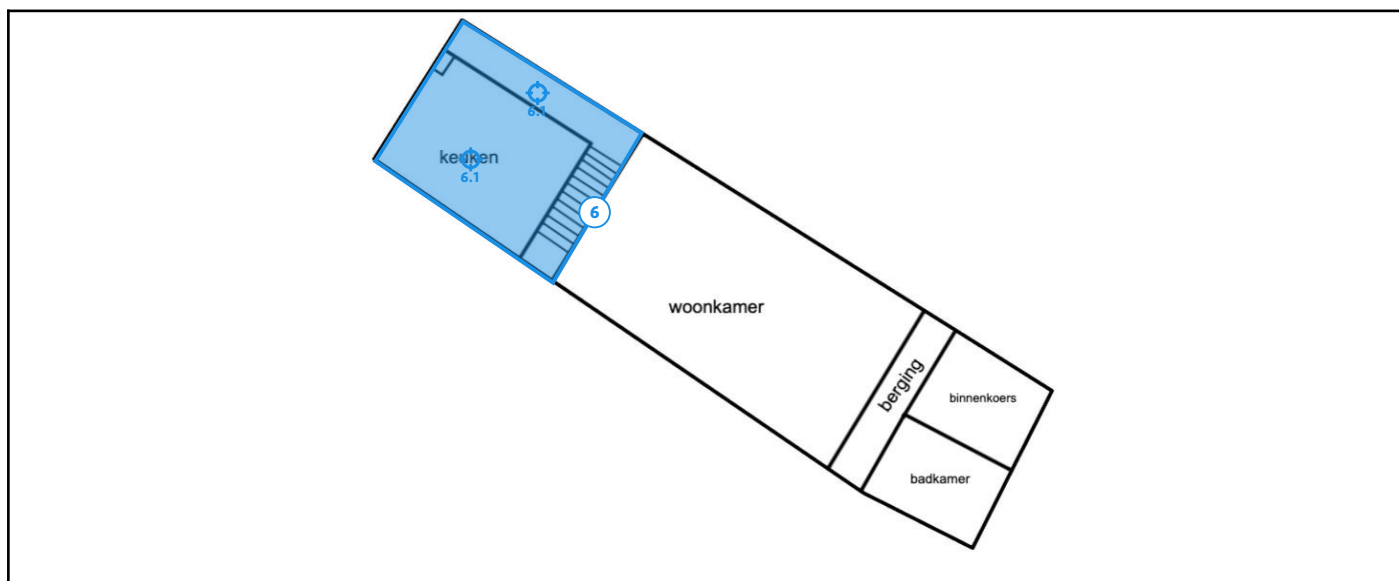 6.1
keuken
6.1
6
woonkamer
berging
binnenkoers
badkamer